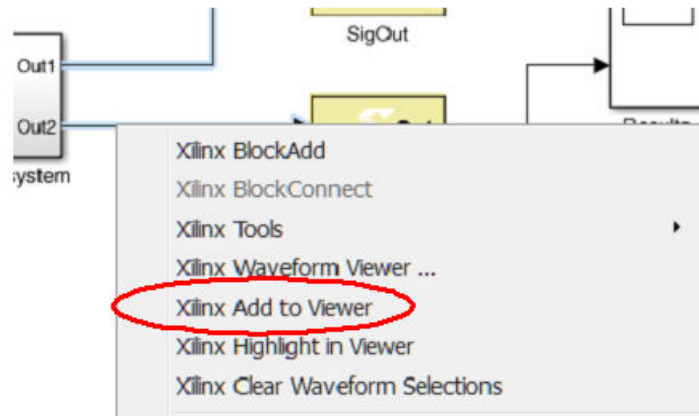 SigOut
Out1
Out2
ystem
Xilinx BlockAdd
Xilinx BlockConnect
Xilinx Tools
Xilinx Waveform Viewer ...
Xilinx Add to Viewer
Xilinx Highlight in Viewer
Xilinx Clear Waveform Selections